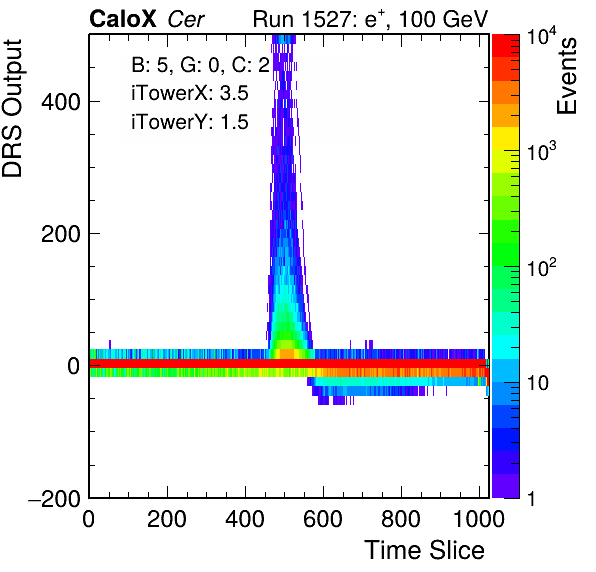 CaloX Cer Run 1527: e+, 100 GeV
DRS Output
Events
B: 5, G: 0, C: 2
iTowerX: 3.5
iTowerY: 1.5
400
200
0
−200
0 200 400 600 800 1000
Time Slice
10^4
10^3
10^2
10
1